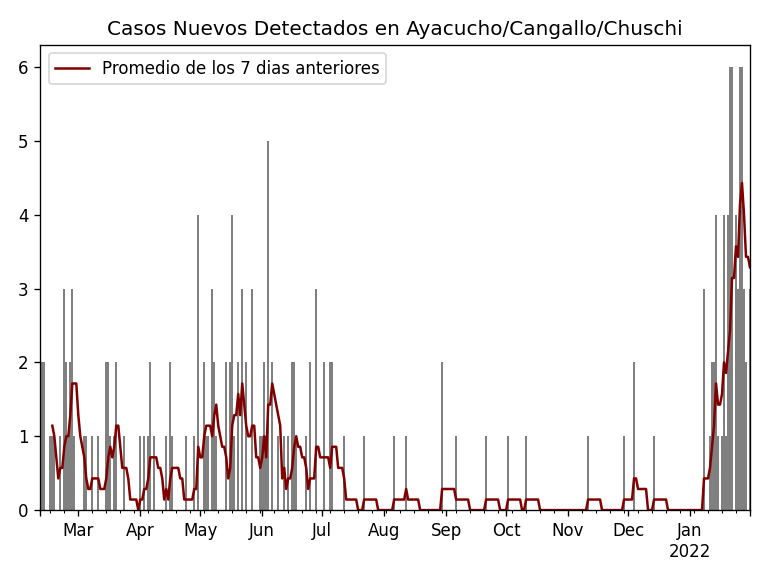 Casos Nuevos Detectados en Ayacucho/Cangallo/Chuschi
Promedio de los 7 dias anteriores
6
5
4
3
2
1
0
Mar Apr May Jun Jul Aug Sep Oct Nov Dec Jan
2022